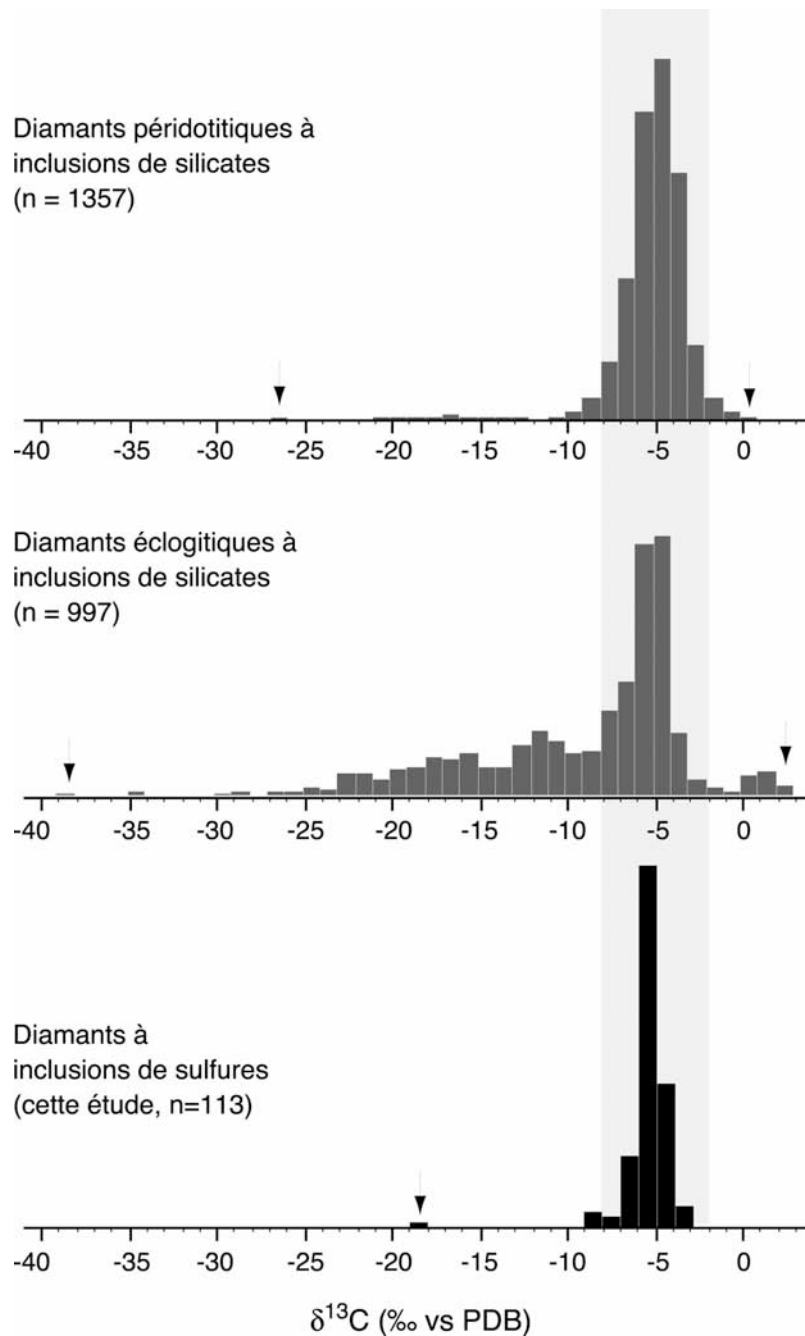 Diamants péridotitiques à
inclusions de silicates
(n = 1357)
-40 -35 -30 -25 -20 -15 -10 -5 0
Diamants éclogitiques à
inclusions de silicates
(n = 997)
-40 -35 -30 -25 -20 -15 -10 -5 0
Diamants à
inclusions de sulfures
(cette étude, n=113)
-40 -35 -30 -25 -20 -15 -10 -5 0
δ¹³C (‰ vs PDB)